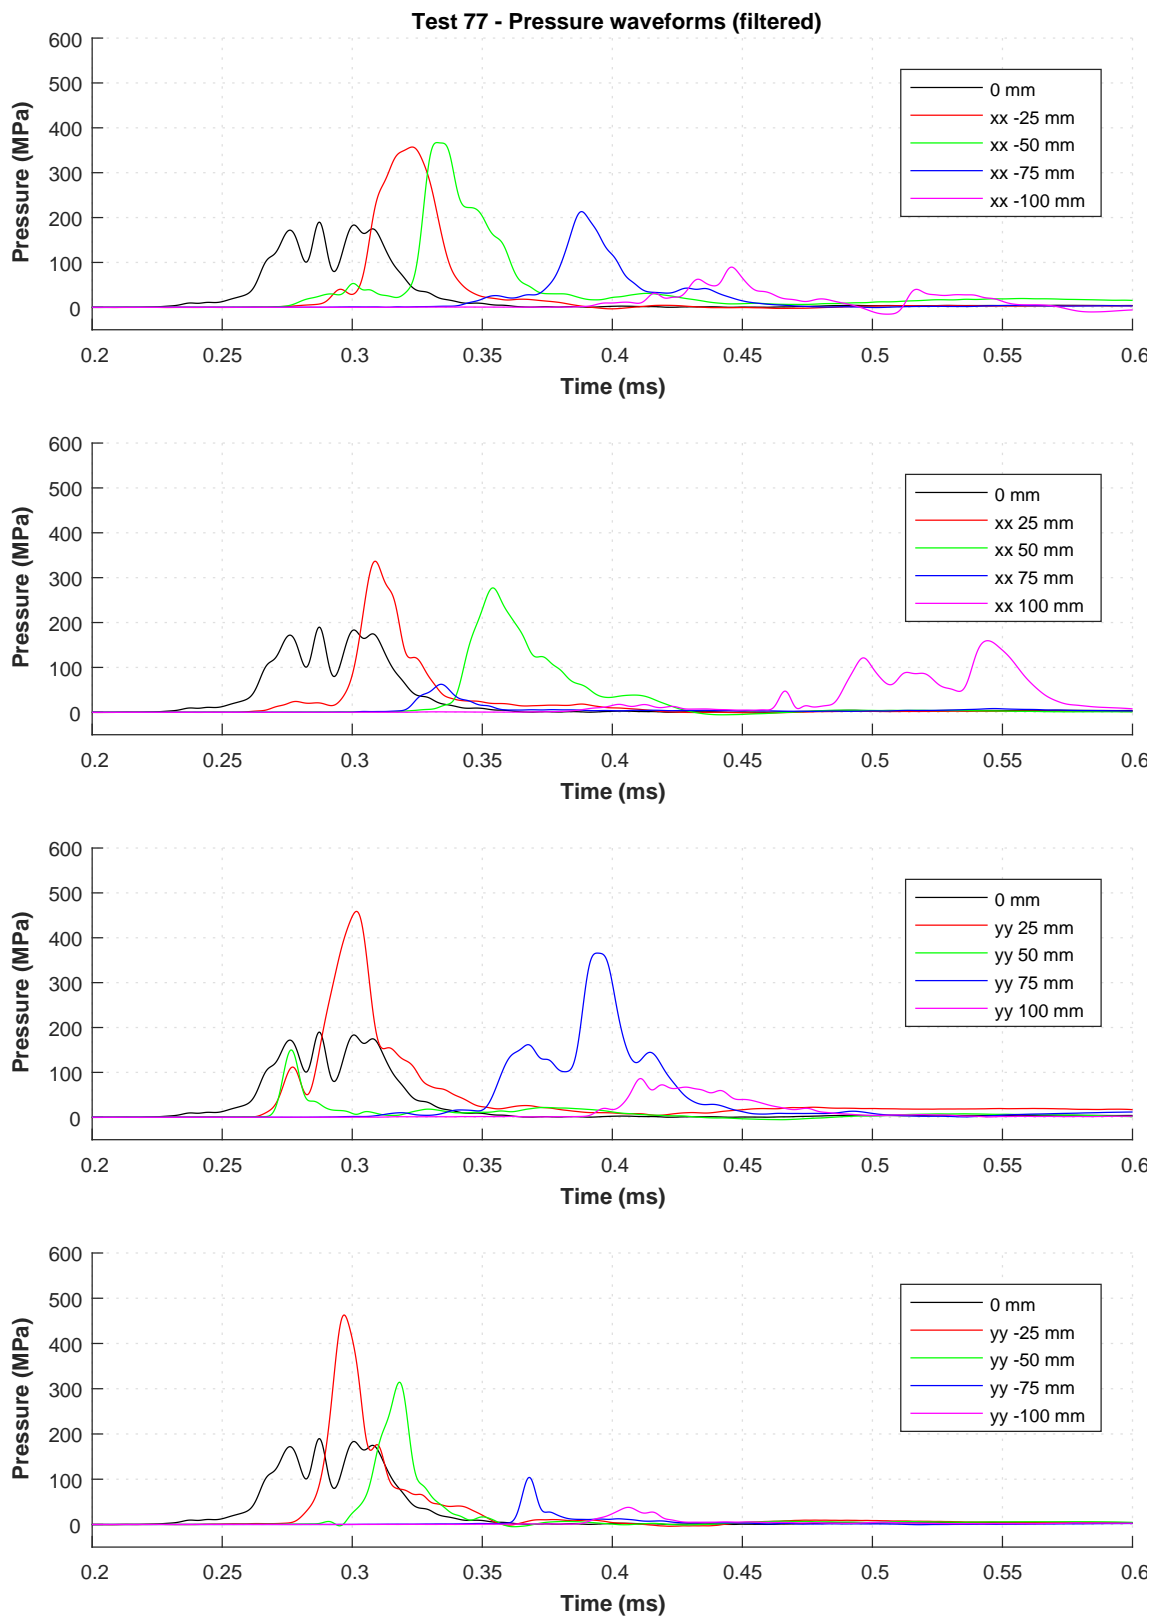 Test 77 - Pressure waveforms (filtered)
600
500
400
300
200
100
0
Pressure (MPa)
0 mm
xx -25 mm
xx -50 mm
xx -75 mm
xx -100 mm
0.2 0.25 0.3 0.35 0.4 0.45 0.5 0.55 0.6
Time (ms)
600
500
400
300
200
100
0
Pressure (MPa)
0 mm
xx 25 mm
xx 50 mm
xx 75 mm
xx 100 mm
0.2 0.25 0.3 0.35 0.4 0.45 0.5 0.55 0.6
Time (ms)
600
500
400
300
200
100
0
Pressure (MPa)
0 mm
yy 25 mm
yy 50 mm
yy 75 mm
yy 100 mm
0.2 0.25 0.3 0.35 0.4 0.45 0.5 0.55 0.6
Time (ms)
600
500
400
300
200
100
0
Pressure (MPa)
0 mm
yy -25 mm
yy -50 mm
yy -75 mm
yy -100 mm
0.2 0.25 0.3 0.35 0.4 0.45 0.5 0.55 0.6
Time (ms)